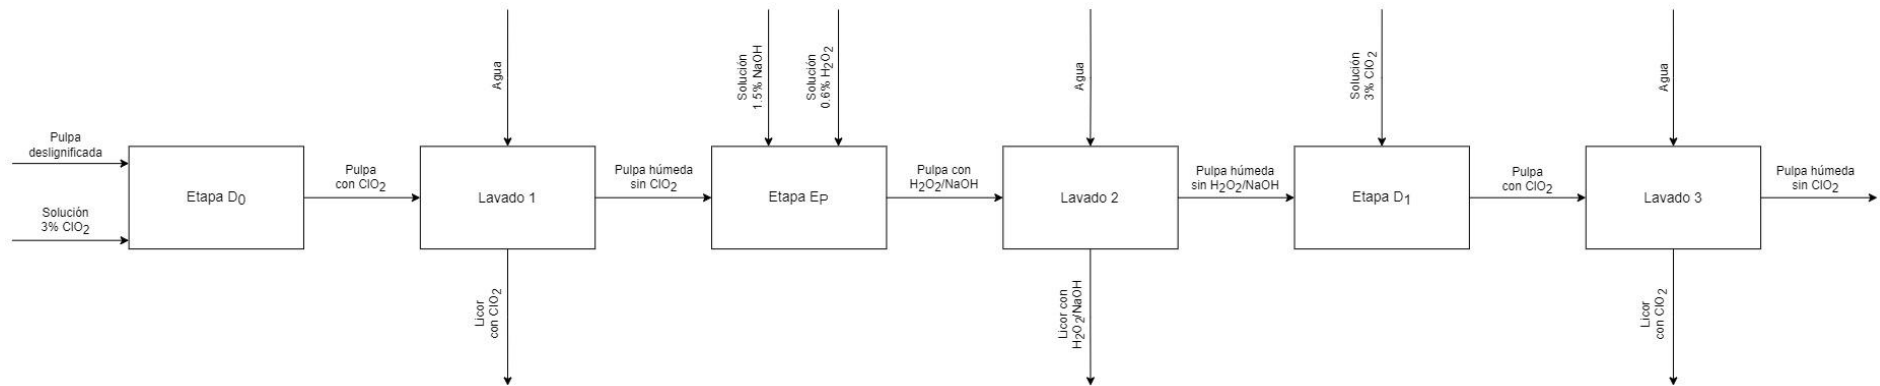 Pulpa
deslignificada
Solución
3% ClO2
Etapa D0
Pulpa
con ClO2
Agua
Lavado 1
Licor
con ClO2
Pulpa húmeda
sin ClO2
Solución
1.5% NaOH
Solución
0.6% H2O2
Etapa EP
Pulpa con
H2O2/NaOH
Agua
Lavado 2
Licor con
H2O2/NaOH
Pulpa húmeda
sin H2O2/NaOH
Solución
3% ClO2
Etapa D1
Pulpa
con ClO2
Agua
Lavado 3
Licor
con ClO2
Pulpa húmeda
sin ClO2